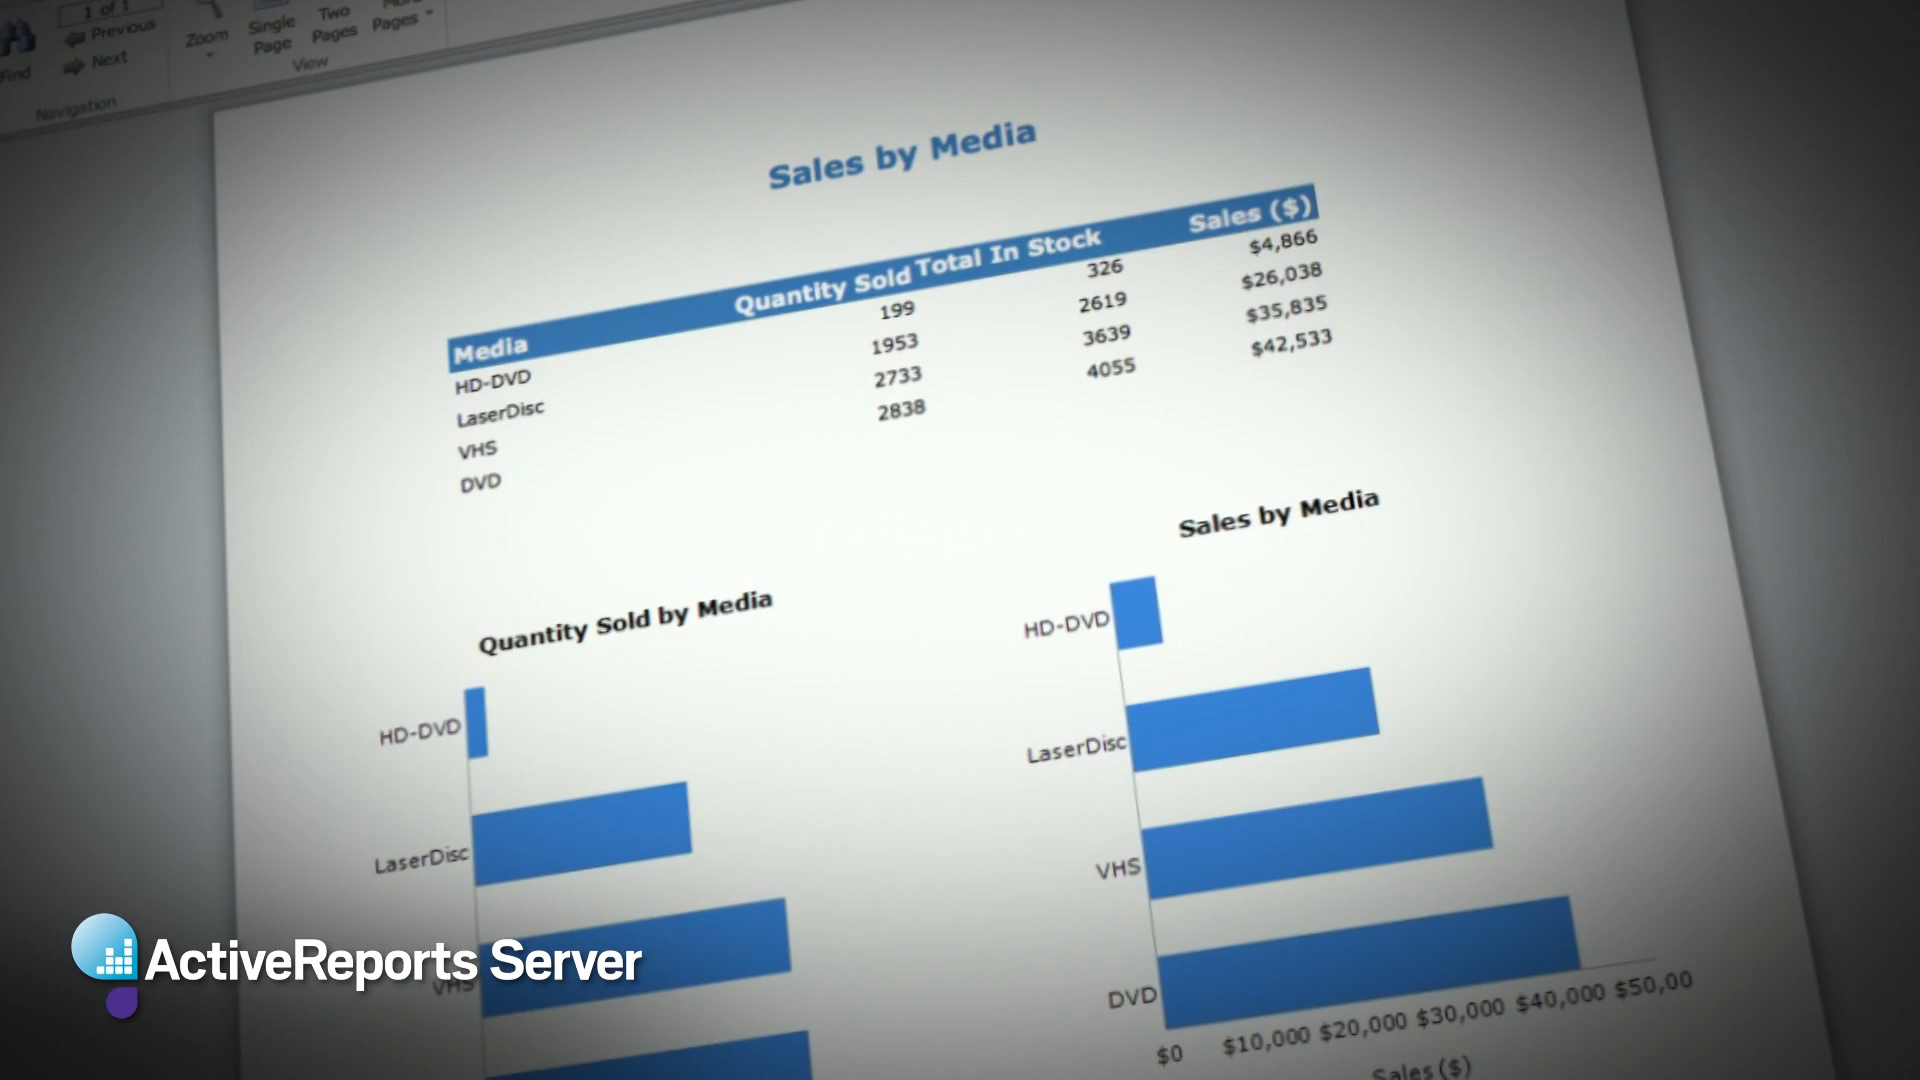 1 of 1
Previous
Next
Find
Navigation
Zoom
Single Page
Two Pages
Pages
View
Sales by Media
Media Quantity Sold Total In Stock Sales ($)
HD-DVD 199 326 $4,866
LaserDisc 1953 2619 $26,038
VHS 2733 3639 $35,835
DVD 2838 4055 $42,533
Quantity Sold by Media
HD-DVD
LaserDisc
VHS
Sales by Media
HD-DVD
LaserDisc
VHS
DVD
$0 $10,000 $20,000 $30,000 $40,000 $50,00
Sales ($)
ActiveReports Server